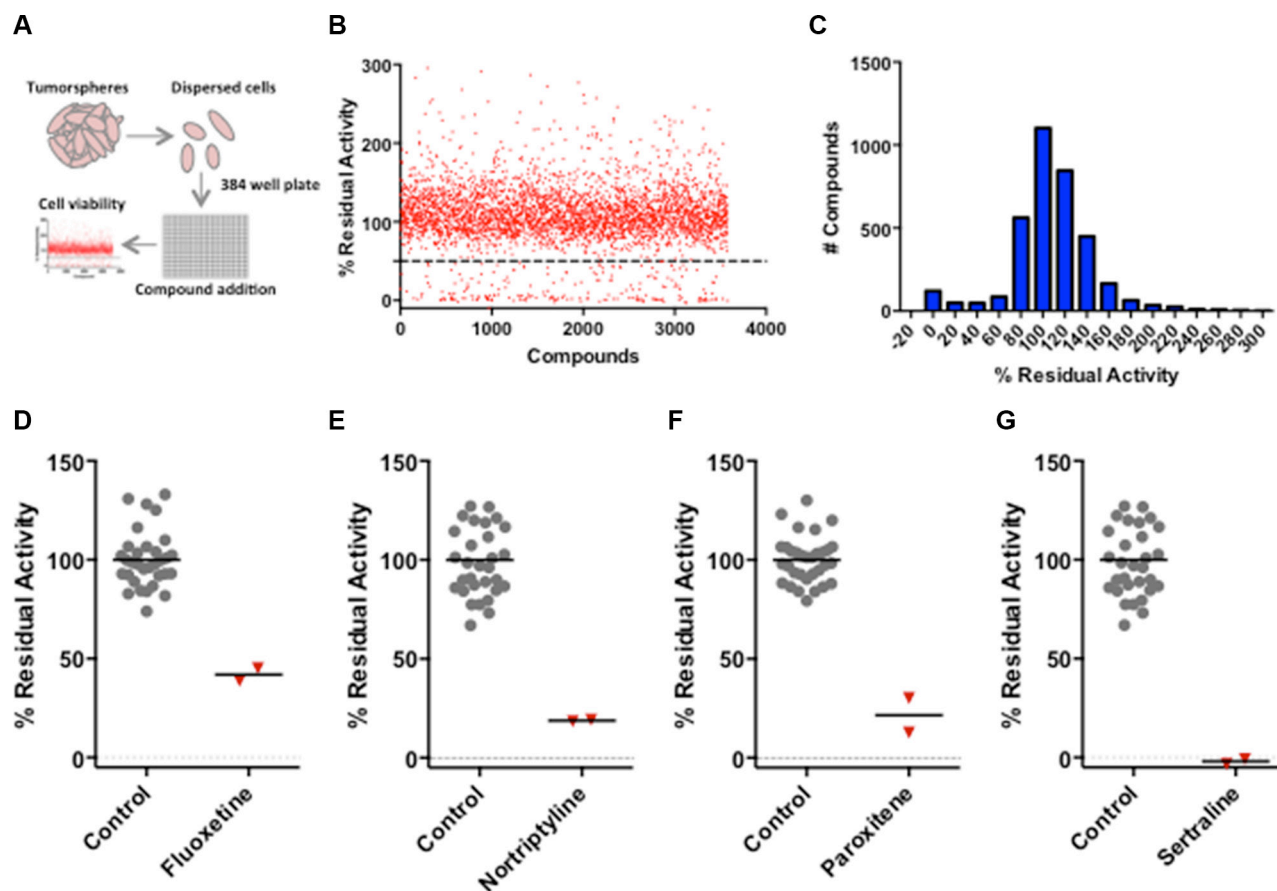 A
Tumorspheres
Dispersed cells
384 well plate
Cell viability
Compound addition
B
% Residual Activity
300
200
100
0
0 1000 2000 3000 4000
Compounds
C
# Compounds
1500
1000
500
0
-20 0 20 40 60 80 100 120 140 160 180 200 220 240 260 280 300
% Residual Activity
D
% Residual Activity
150
100
50
0
Control
Fluoxetine
E
% Residual Activity
150
100
50
0
Control
Nortriptyline
F
% Residual Activity
150
100
50
0
Control
Paroxitene
G
% Residual Activity
150
100
50
0
Control
Sertraline